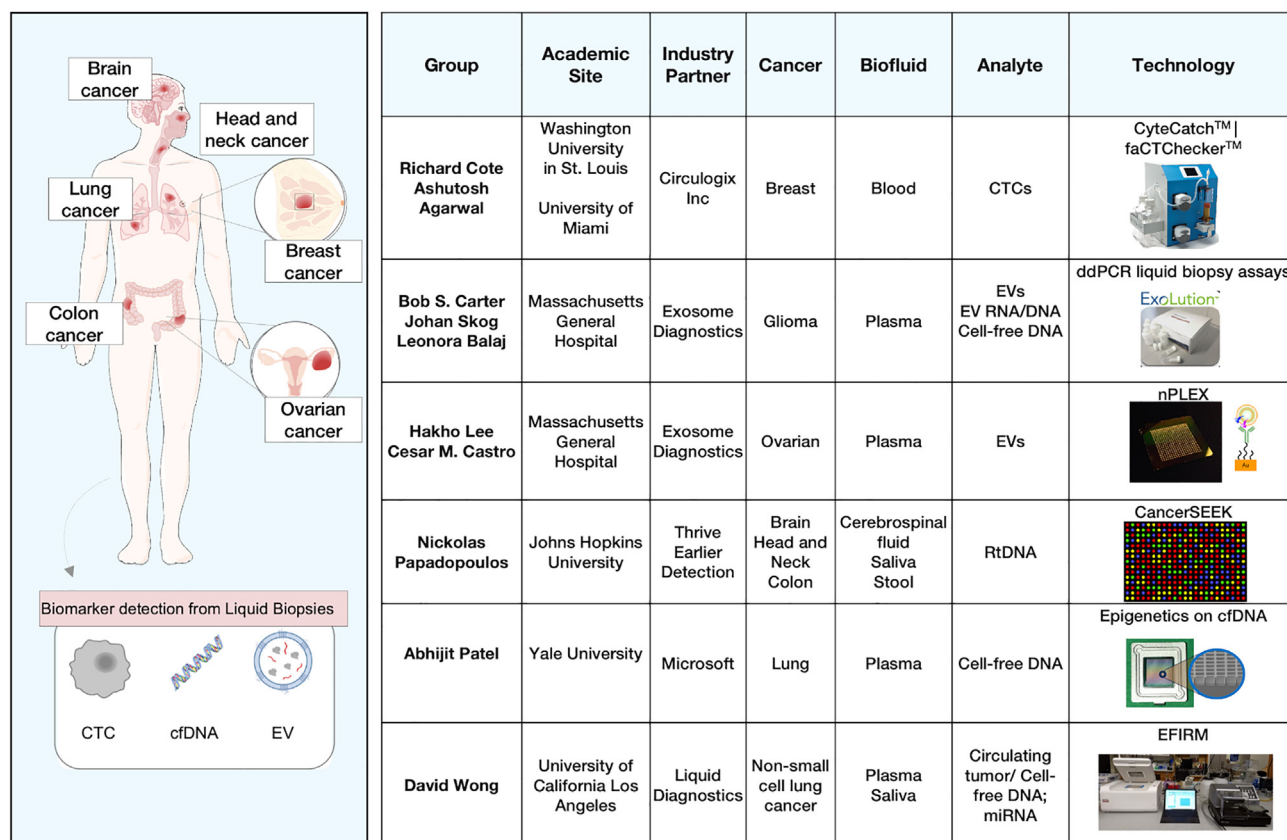 Brain
cancer
Head and
neck cancer
Lung
cancer
Breast
cancer
Colon
cancer
Ovarian
cancer
Biomarker detection from Liquid Biopsies
CTC
cfDNA
EV
Group
Academic
Site
Industry
Partner
Cancer
Biofluid
Analyte
Technology
Richard Cote
Ashutosh
Agarwal
Washington
University
in St. Louis
University of
Miami
Circulogix
Inc
Breast
Blood
CTCs
CyteCatch™ |
faCTChecker™
Bob S. Carter
Johan Skog
Leonora Balaj
Massachusetts
General
Hospital
Exosome
Diagnostics
Glioma
Plasma
EVs
EV RNA/DNA
Cell-free DNA
ddPCR liquid biopsy assays
ExoLution
Hakho Lee
Cesar M. Castro
Massachusetts
General
Hospital
Exosome
Diagnostics
Ovarian
Plasma
EVs
nPLEX
Au
Nickolas
Papadopoulos
Johns Hopkins
University
Thrive
Earlier
Detection
Brain
Head and
Neck
Colon
Cerebrospinal
fluid
Saliva
Stool
RtDNA
CancerSEEK
Abhijit Patel
Yale University
Microsoft
Lung
Plasma
Cell-free DNA
Epigenetics on cfDNA
David Wong
University of
California Los
Angeles
Liquid
Diagnostics
Non-small
cell lung
cancer
Plasma
Saliva
Circulating
tumor/ Cell-
free DNA;
miRNA
EFIRM